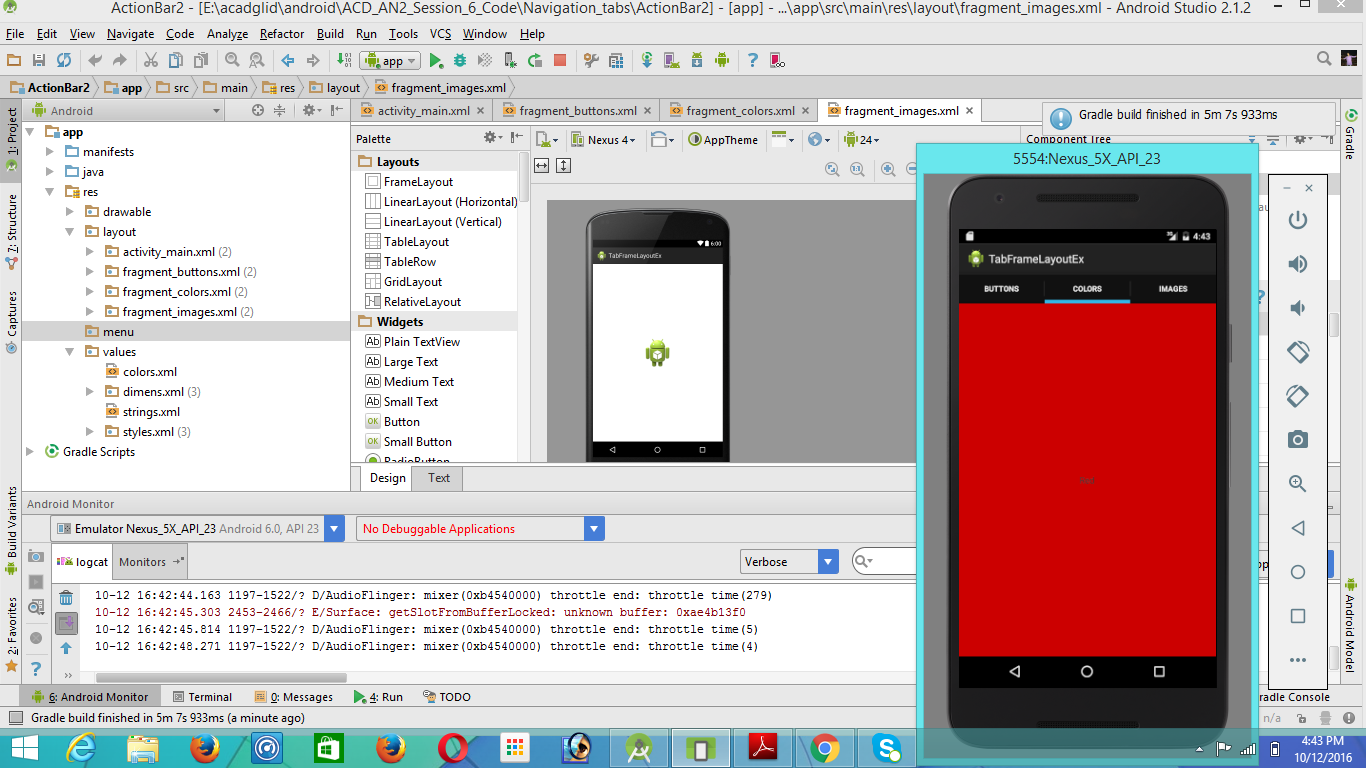 ActionBar2 - [E:\acadglid\android\ACD_AN2_Session_6_Code\Navigation_tabs\ActionBar2] - [app] - ...\app\src\main\res\layout\fragment_images.xml - Android Studio 2.1.2
File Edit View Navigate Code Analyze Refactor Build Run Tools VCS Window Help
app
ActionBar2 app src main res layout fragment_images.xml
Android
activity_main.xml fragment_buttons.xml fragment_colors.xml fragment_images.xml
Gradle build finished in 5m 7s 933ms
1: Project
7: Structure
Captures
Build Variants
2: Favorites
app
manifests
java
res
drawable
layout
activity_main.xml (2)
fragment_buttons.xml (2)
fragment_colors.xml (2)
fragment_images.xml (2)
menu
values
colors.xml
dimens.xml (3)
strings.xml
styles.xml (3)
Gradle Scripts
Palette
Layouts
FrameLayout
LinearLayout (Horizontal)
LinearLayout (Vertical)
TableLayout
TableRow
GridLayout
RelativeLayout
Widgets
Ab Plain TextView
Ab Large Text
Ab Medium Text
Ab Small Text
OK Button
OK Small Button
RadioButton
Nexus 4 AppTheme 24
Component Tree
6:00
TabFrameLayoutEx
Design Text
5554:Nexus_5X_API_23
4:43
TabFrameLayoutEx
BUTTONS COLORS IMAGES
Gradle
Android Model
Android Monitor
Emulator Nexus_5X_API_23 Android 6.0, API 23
No Debuggable Applications
logcat Monitors
Verbose
10-12 16:42:44.163 1197-1522/? D/AudioFlinger: mixer(0xb4540000) throttle end: throttle time(279)
10-12 16:42:45.303 2453-2466/? E/Surface: getSlotFromBufferLocked: unknown buffer: 0xae4b13f0
10-12 16:42:45.814 1197-1522/? D/AudioFlinger: mixer(0xb4540000) throttle end: throttle time(5)
10-12 16:42:48.271 1197-1522/? D/AudioFlinger: mixer(0xb4540000) throttle end: throttle time(4)
6: Android Monitor Terminal 0: Messages 4: Run TODO
radle Console
Gradle build finished in 5m 7s 933ms (a minute ago)
n/a
4:43 PM
10/12/2016